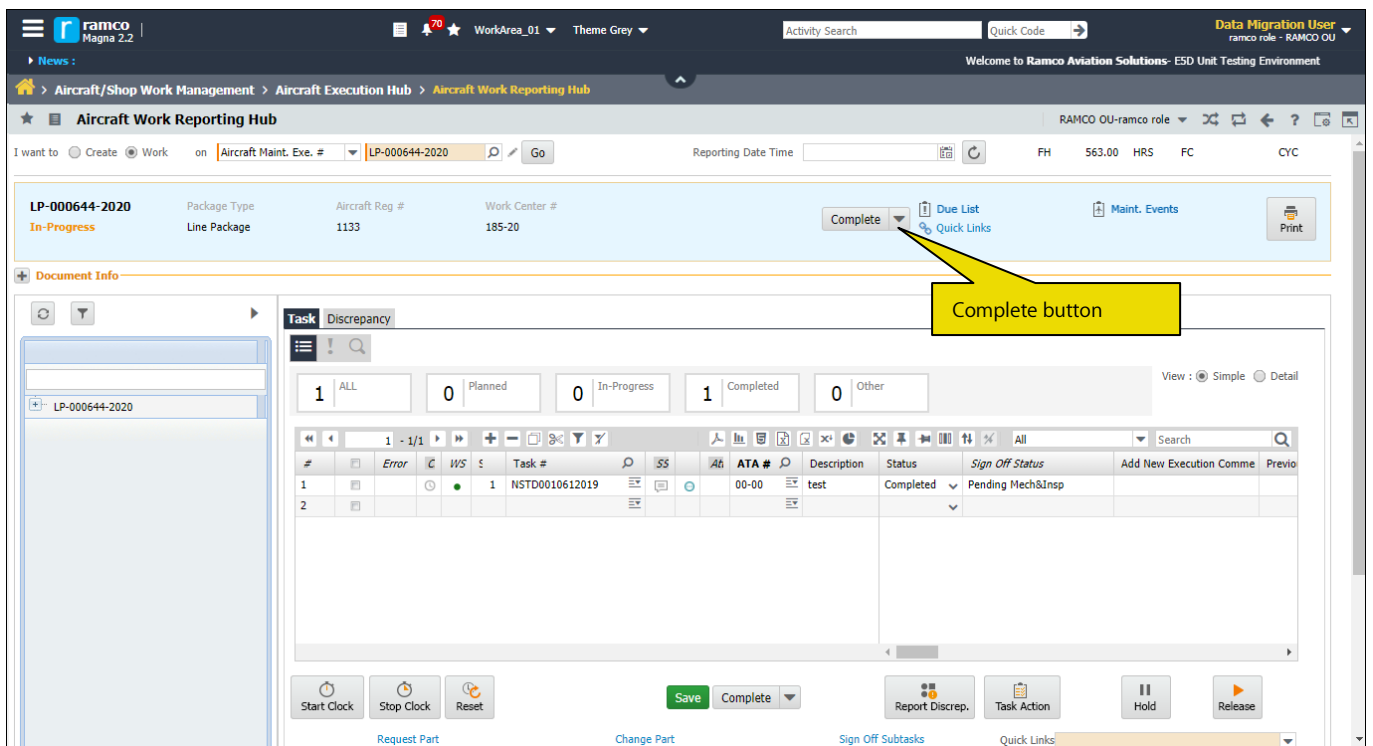 ramco
Magna 2.2
70
WorkArea_01
Theme Grey
Activity Search
Quick Code
Data Migration User
ramco role - RAMCO OU
News :
Welcome to Ramco Aviation Solutions- E5D Unit Testing Environment
> Aircraft/Shop Work Management > Aircraft Execution Hub > Aircraft Work Reporting Hub
Aircraft Work Reporting Hub
RAMCO OU-ramco role
?
I want to Create Work on Aircraft Maint. Exe. # LP-000644-2020 Go Reporting Date Time FH 563.00 HRS FC CYC
LP-000644-2020 Package Type Aircraft Reg # Work Center #
In-Progress Line Package 1133 185-20
Complete
Due List
Quick Links
Maint. Events
Print
Document Info
Complete button
Task Discrepancy
1 ALL 0 Planned 0 In-Progress 1 Completed 0 Other
View : Simple Detail
LP-000644-2020
1 - 1/1 All Search
# Error C WS S Task # SS At ATA # Description Status Sign Off Status Add New Execution Comme Previo
1 1 NSTD0010612019 00-00 test Completed Pending Mech&Insp
2
Start Clock Stop Clock Reset Save Complete Report Discrep. Task Action Hold Release
Request Part Change Part Sign Off Subtasks Quick Links